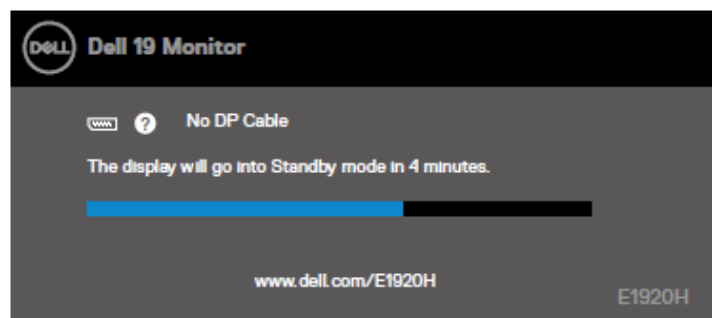 DELL Dell 19 Monitor
? No DP Cable
The display will go into Standby mode in 4 minutes.
www.dell.com/E1920H
E1920H